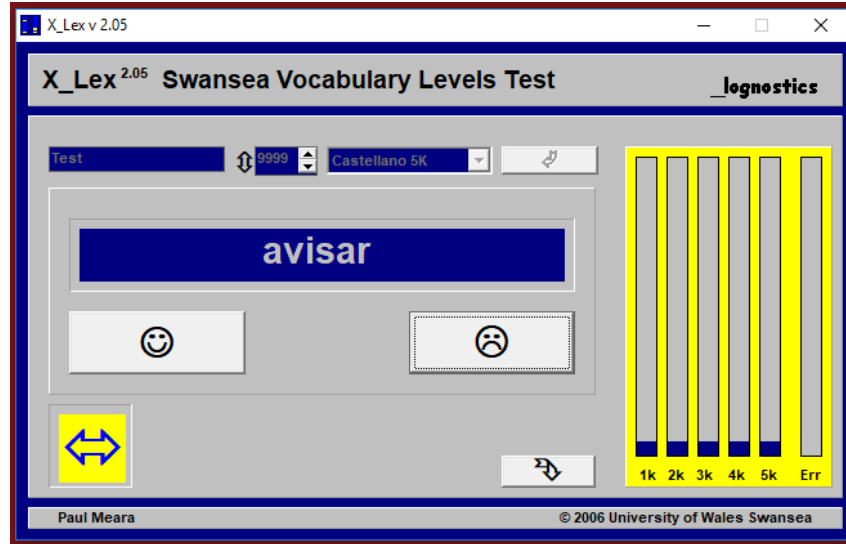 X_Lex v 2.05
X_Lex 2.05 Swansea Vocabulary Levels Test
_lognostics
Test
9999
Castellano 5K
avisar
1k 2k 3k 4k 5k Err
Paul Meara
© 2006 University of Wales Swansea